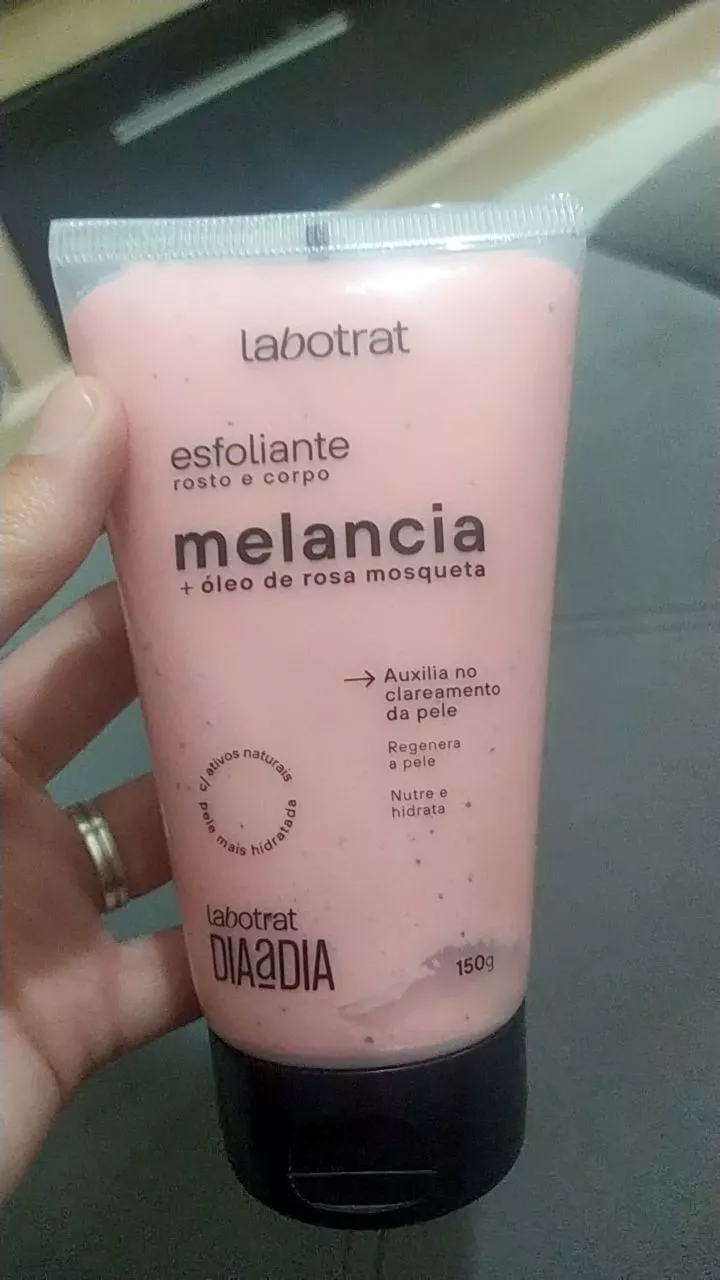 labotrat
esfoliante
rosto e corpo
melancia
+ óleo de rosa mosqueta
→ Auxilia no
clareamento
da pele
Regenera
a pele
Nutre e
hidrata
c/ ativos naturais
pele mais hidratada
labotrat
DIAaDIA
150g